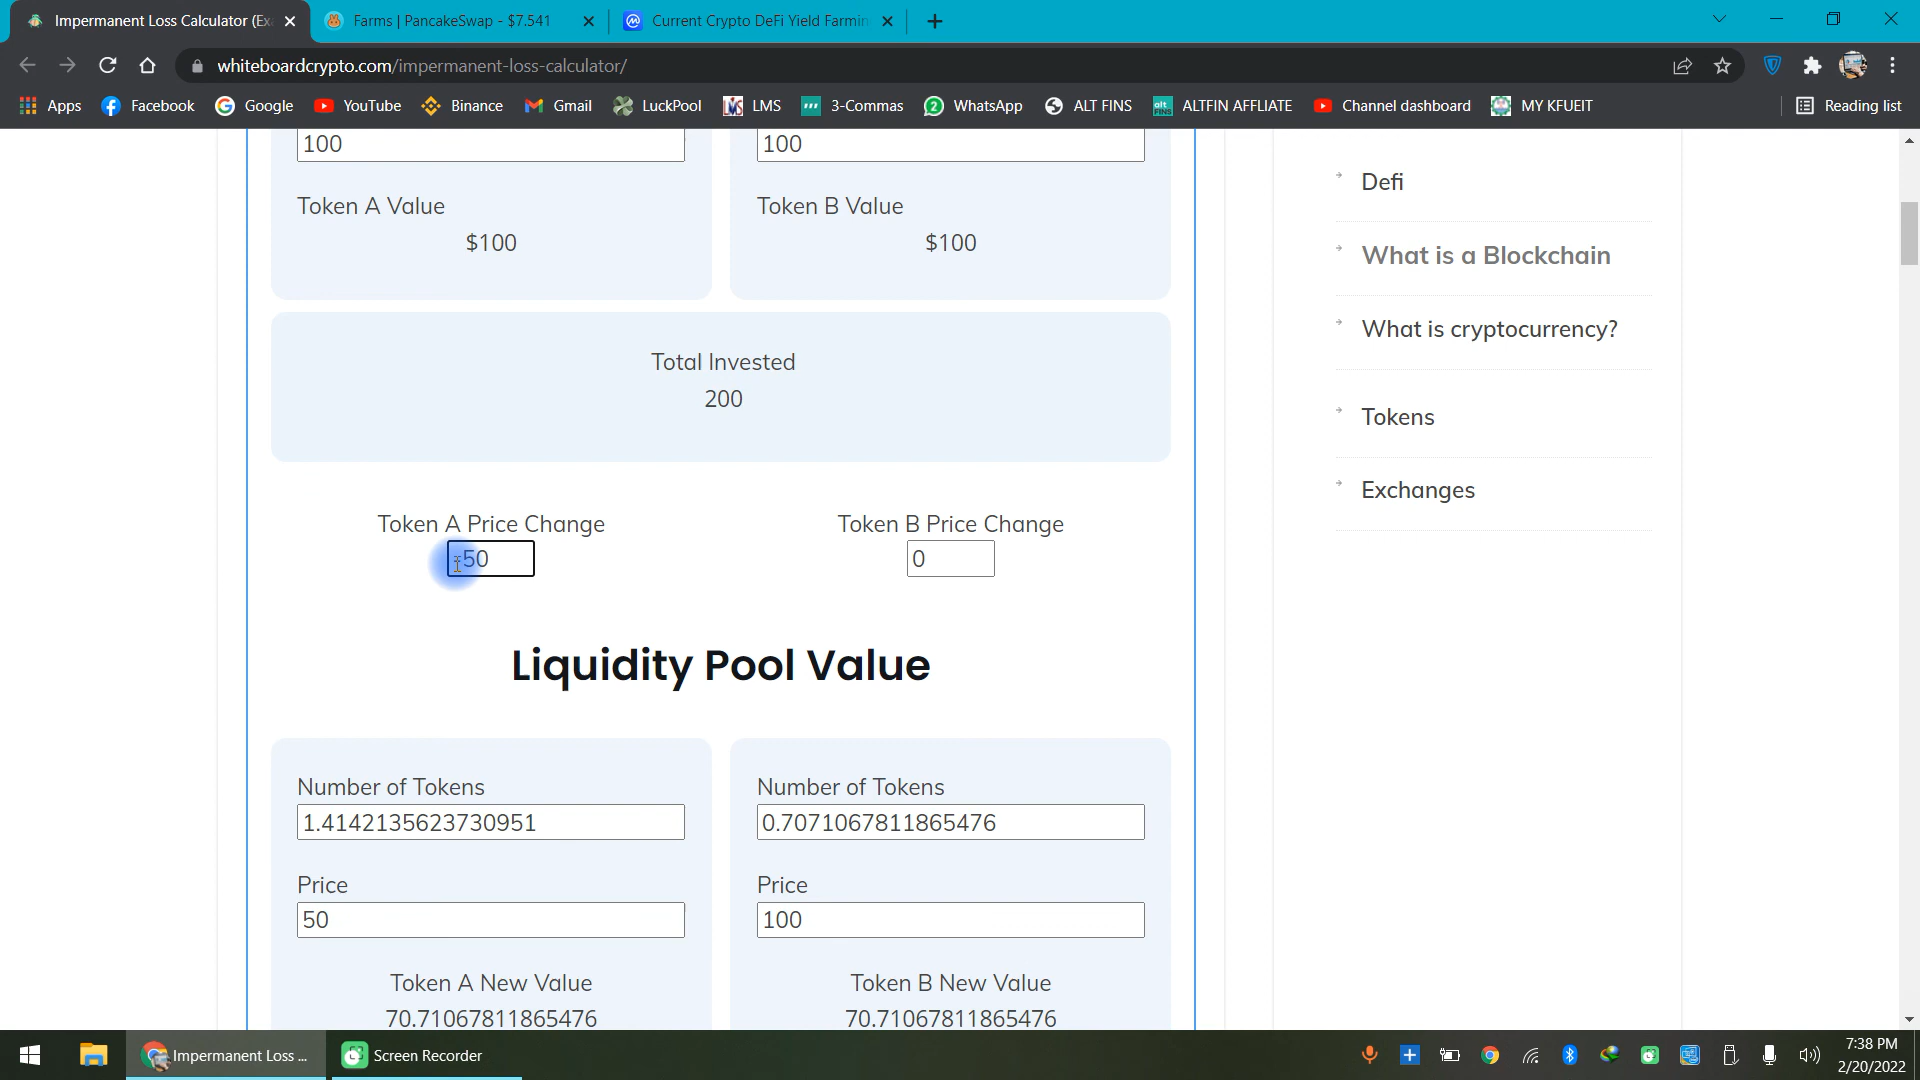 Impermanent Loss Calculator (Ex
Farms | PancakeSwap - $7.541
Current Crypto DeFi Yield Farmin
whiteboardcrypto.com/impermanent-loss-calculator/
Apps
Facebook
Google
YouTube
Binance
Gmail
LuckPool
LMS
3-Commas
WhatsApp
ALT FINS
ALTFIN AFFLIATE
Channel dashboard
MY KFUEIT
Reading list
100
100
Token A Value
Token B Value
$100
$100
Total Invested
200
Token A Price Change
Token B Price Change
-50
0
Liquidity Pool Value
Number of Tokens
Number of Tokens
1.4142135623730951
0.7071067811865476
Price
Price
50
100
Token A New Value
Token B New Value
70.71067811865476
70.71067811865476
Defi
What is a Blockchain
What is cryptocurrency?
Tokens
Exchanges
Impermanent Loss ...
Screen Recorder
7:38 PM
2/20/2022